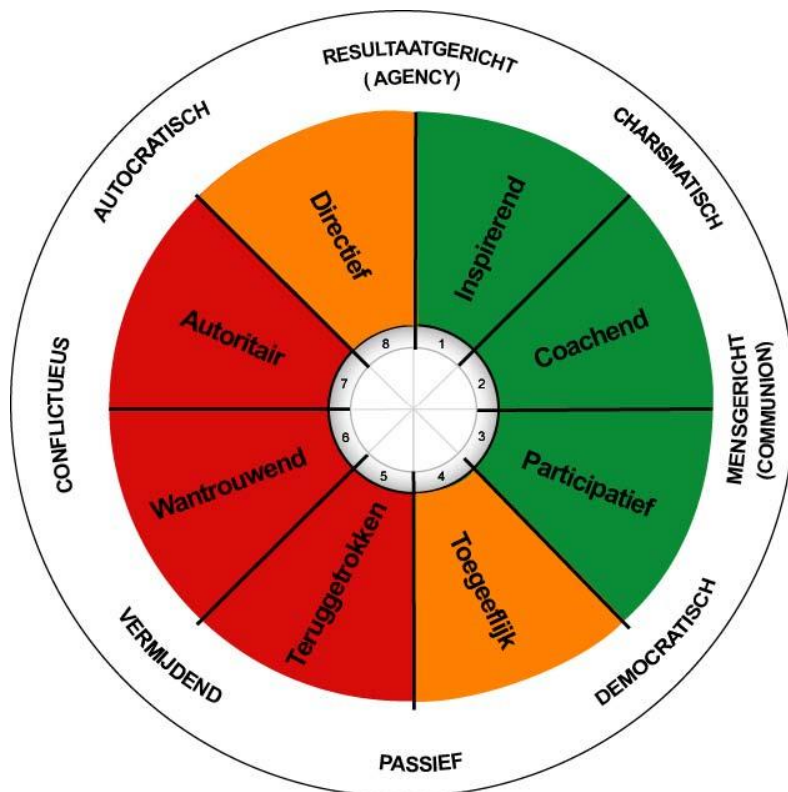 RESULTAATGERICHT
( AGENCY)
CHARISMATISCH
MENSGERICHT
(COMMUNION)
DEMOCRATISCH
PASSIEF
VERMIJDEND
CONFLICTUEUS
AUTOCRATISCH
Inspirerend
Coachend
Participatief
Toegeeflijk
Teruggetrokken
Wantrouwend
Autoritair
Directief
1
2
3
4
5
6
7
8